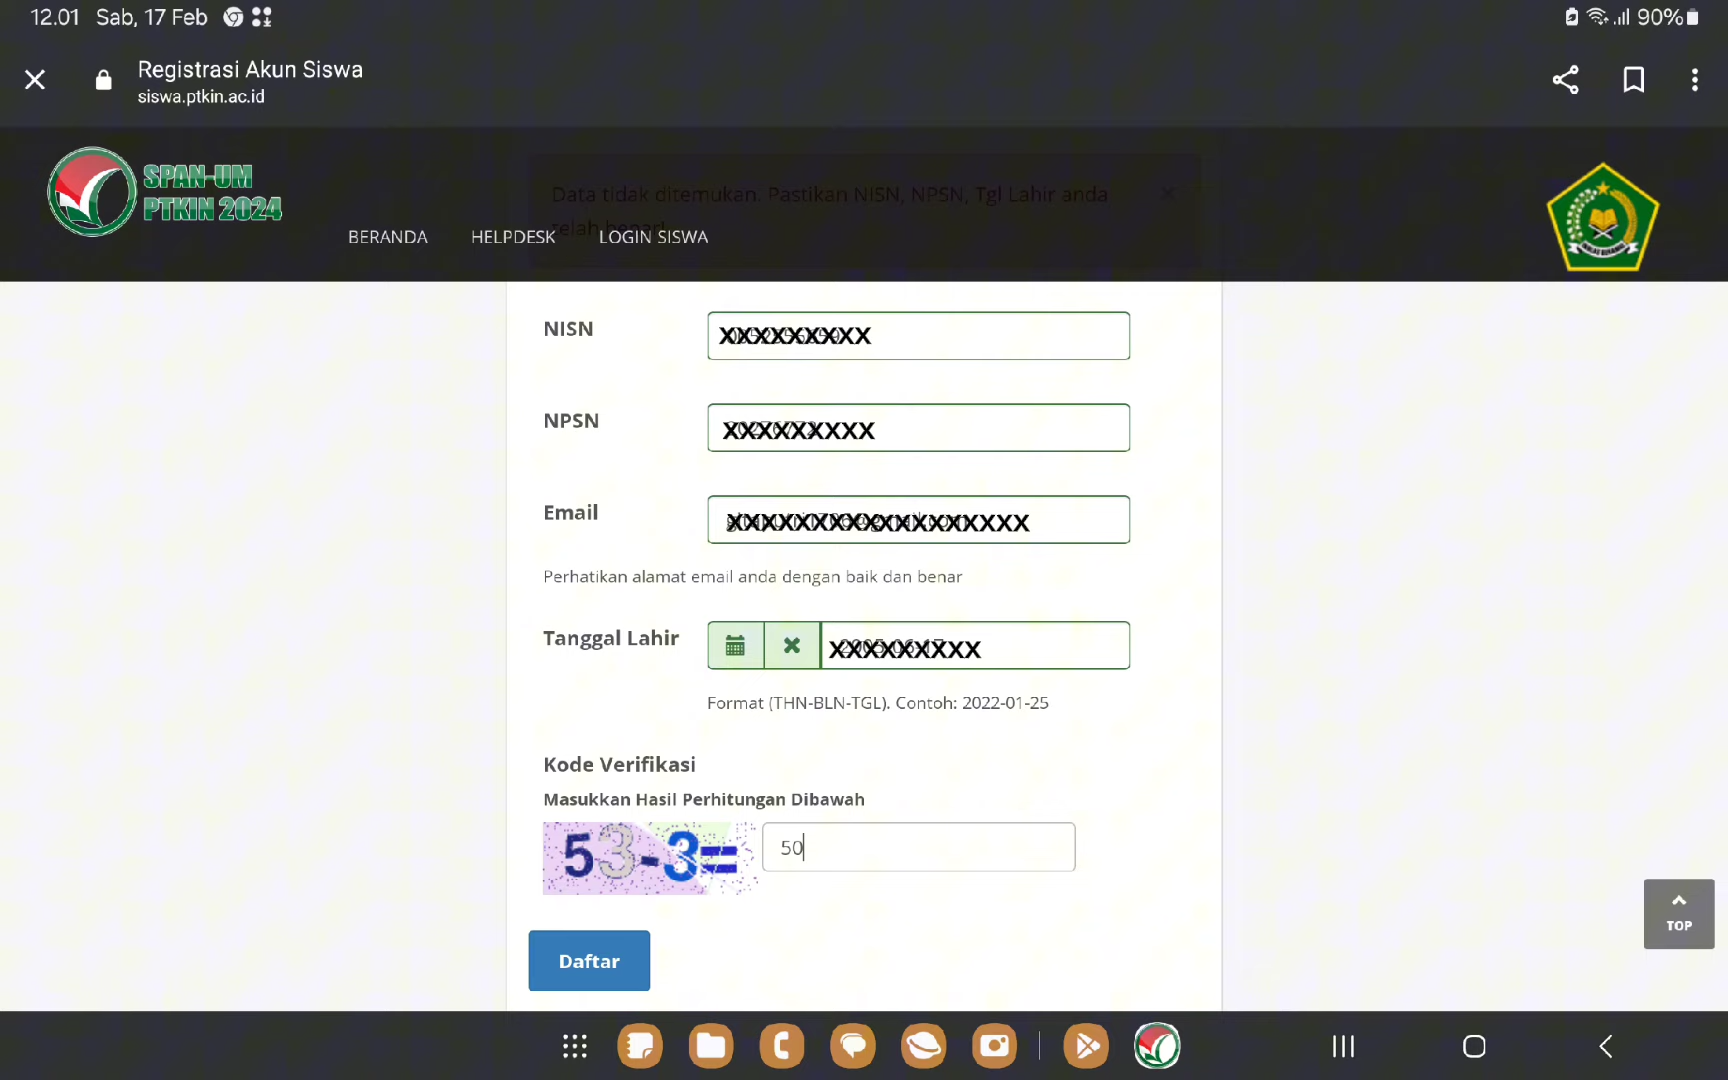 12.01 Sab, 17 Feb
90%
Registrasi Akun Siswa
siswa.ptkin.ac.id
SPAN-UM
PTKIN 2024
Data tidak ditemukan. Pastikan NISN, NPSN, Tgl Lahir anda
telah benar!
BERANDA HELPDESK LOGIN SISWA
NISN XXXXXXXXX
NPSN XXXXXXXXX
Email XXXXXXXXXXXXXXXXXX
Perhatikan alamat email anda dengan baik dan benar
Tanggal Lahir XXXXXXXXX
Format (THN-BLN-TGL). Contoh: 2022-01-25
Kode Verifikasi
Masukkan Hasil Perhitungan Dibawah
53-3= 50
TOP
Daftar